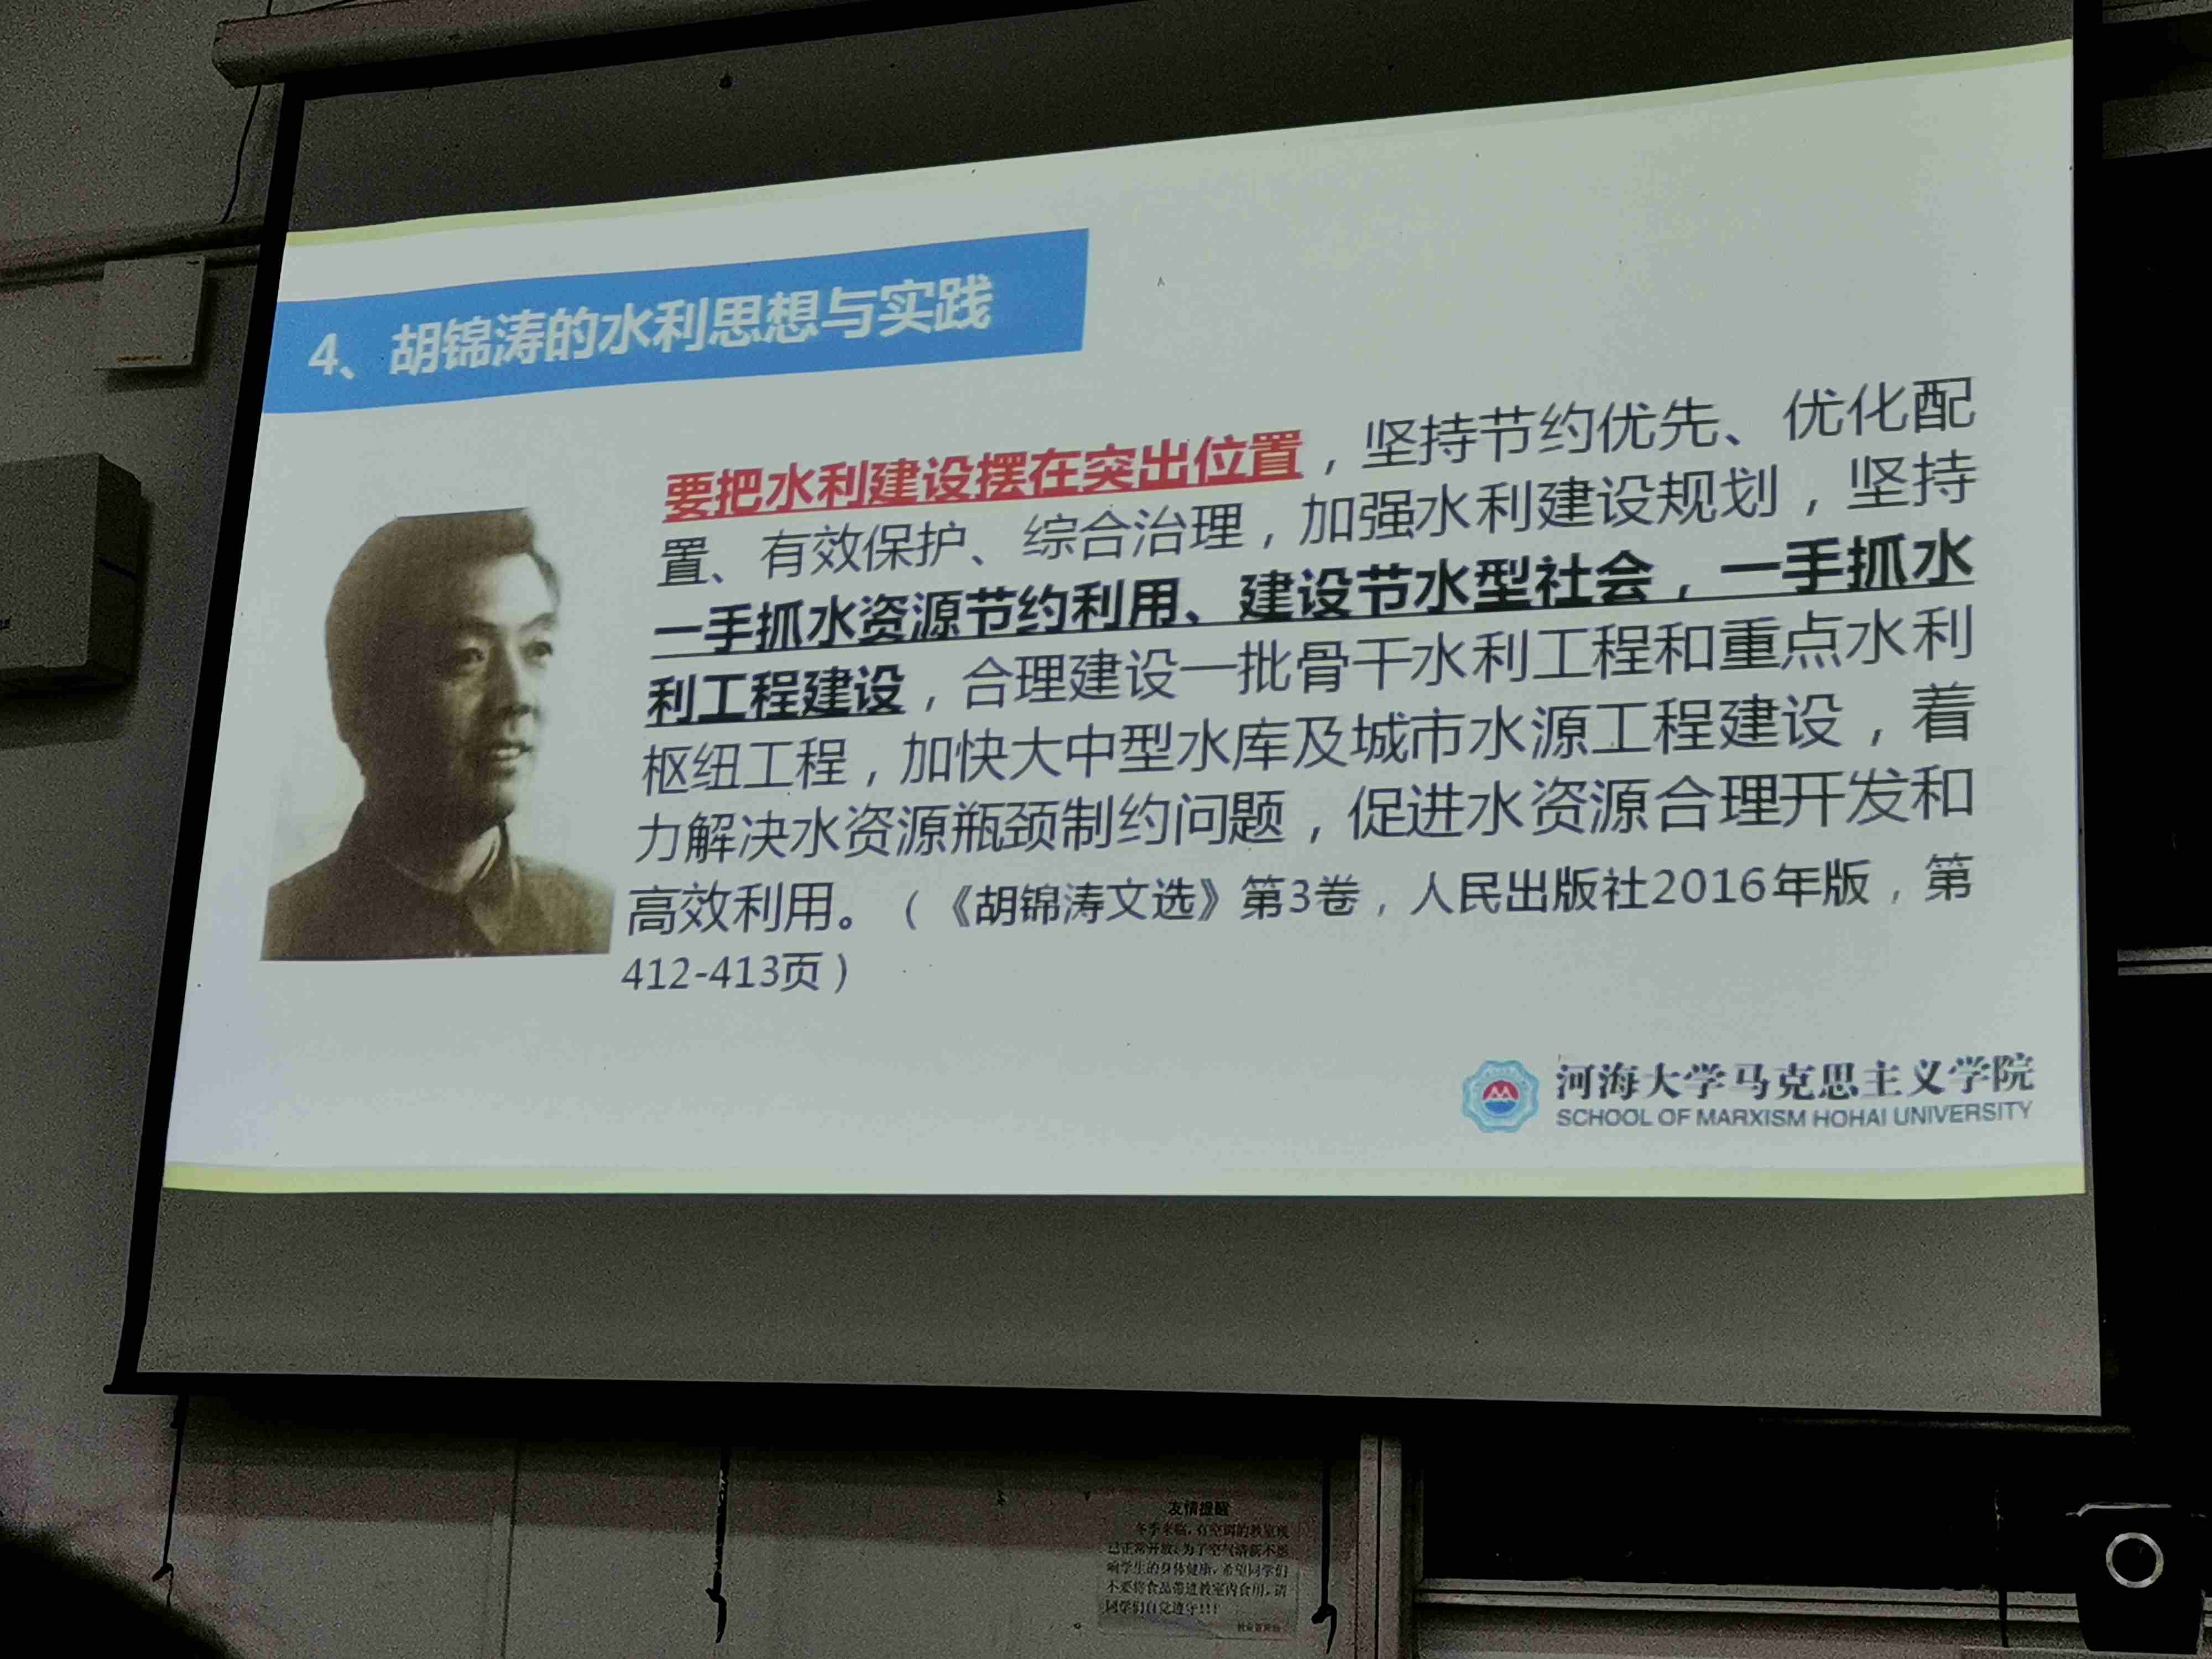 4、胡锦涛的水利思想与实践
要把水利建设摆在突出位置，坚持节约优先、优化配
置、有效保护、综合治理，加强水利建设规划，坚持
一手抓水资源节约利用、建设节水型社会，一手抓水
利工程建设，合理建设一批骨干水利工程和重点水利
枢纽工程，加快大中型水库及城市水源工程建设，着
力解决水资源瓶颈制约问题，促进水资源合理开发和
高效利用。（《胡锦涛文选》第3卷，人民出版社2016年版，第
412-413页）
河海大学马克思主义学院
SCHOOL OF MARXISM HOHAI UNIVERSITY
友情提醒
冬季来临，有空调的教室现
已正常开放，为了空气清新不影
响学生的身体健康，希望同学们
不要将食品带进教室内食用，请
同学们自觉遵守！！！